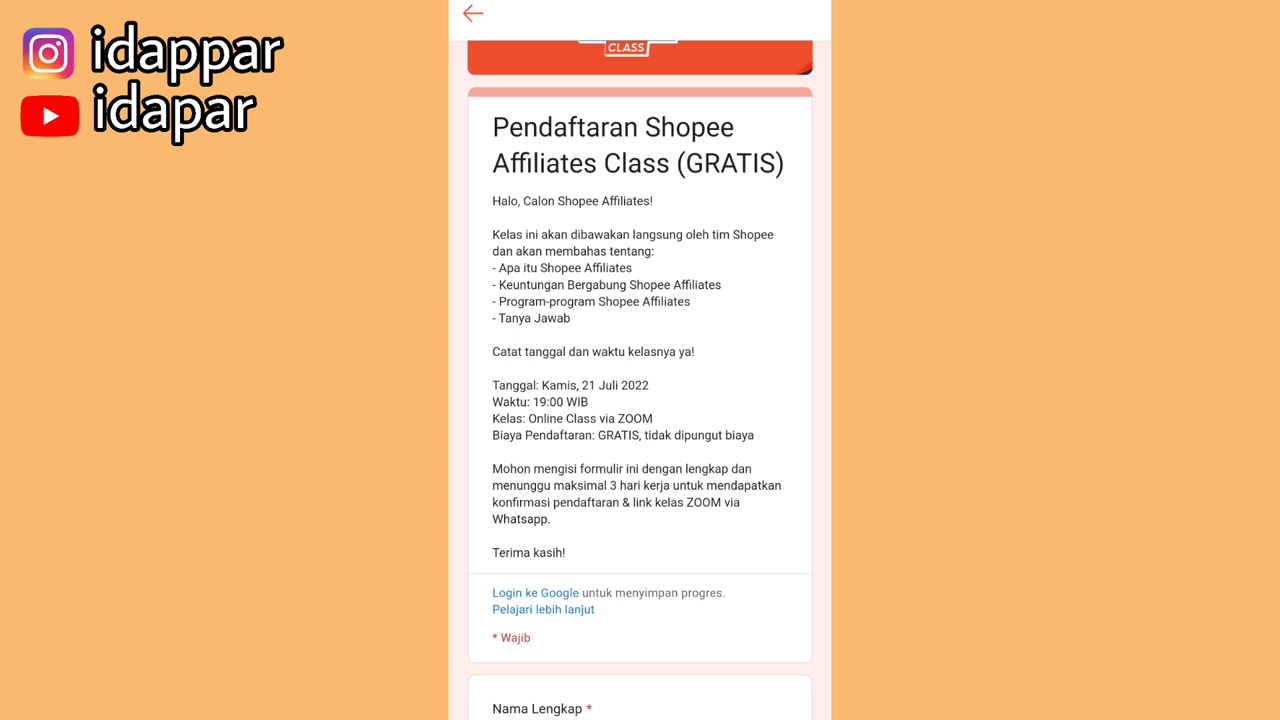 idappar
idapar
CLASS
Pendaftaran Shopee
Affiliates Class (GRATIS)
Halo, Calon Shopee Affiliates!
Kelas ini akan dibawakan langsung oleh tim Shopee
dan akan membahas tentang:
- Apa itu Shopee Affiliates
- Keuntungan Bergabung Shopee Affiliates
- Program-program Shopee Affiliates
- Tanya Jawab
Catat tanggal dan waktu kelasnya ya!
Tanggal: Kamis, 21 Juli 2022
Waktu: 19:00 WIB
Kelas: Online Class via ZOOM
Biaya Pendaftaran: GRATIS, tidak dipungut biaya
Mohon mengisi formulir ini dengan lengkap dan
menunggu maksimal 3 hari kerja untuk mendapatkan
konfirmasi pendaftaran & link kelas ZOOM via
Whatsapp.
Terima kasih!
Login ke Google untuk menyimpan progres.
Pelajari lebih lanjut
* Wajib
Nama Lengkap *